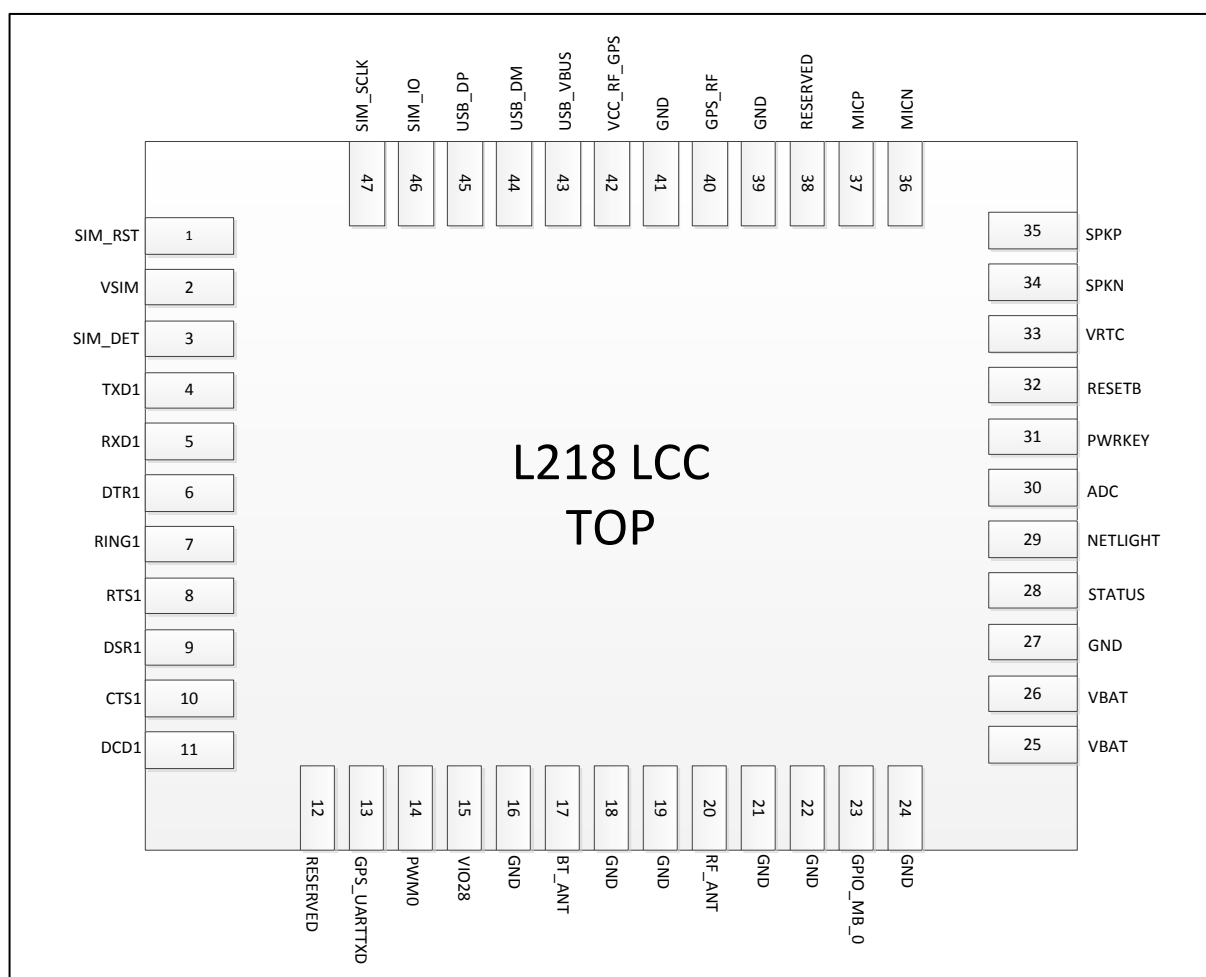 SIM_SCLK
SIM_IO
USB_DP
USB_DM
USB_VBUS
VCC_RF_GPS
GND
GPS_RF
GND
RESERVED
MICP
MICN
47
46
45
44
43
42
41
40
39
38
37
36
SIM_RST 1
VSIM 2
SIM_DET 3
TXD1 4
RXD1 5
DTR1 6
RING1 7
RTS1 8
DSR1 9
CTS1 10
DCD1 11
L218 LCC
TOP
35 SPKP
34 SPKN
33 VRTC
32 RESETB
31 PWRKEY
30 ADC
29 NETLIGHT
28 STATUS
27 GND
26 VBAT
25 VBAT
12
13
14
15
16
17
18
19
20
21
22
23
24
RESERVED
GPS_UARTTXD
PWM0
VIO28
GND
BT_ANT
GND
GND
RF_ANT
GND
GND
GPIO_MB_0
GND